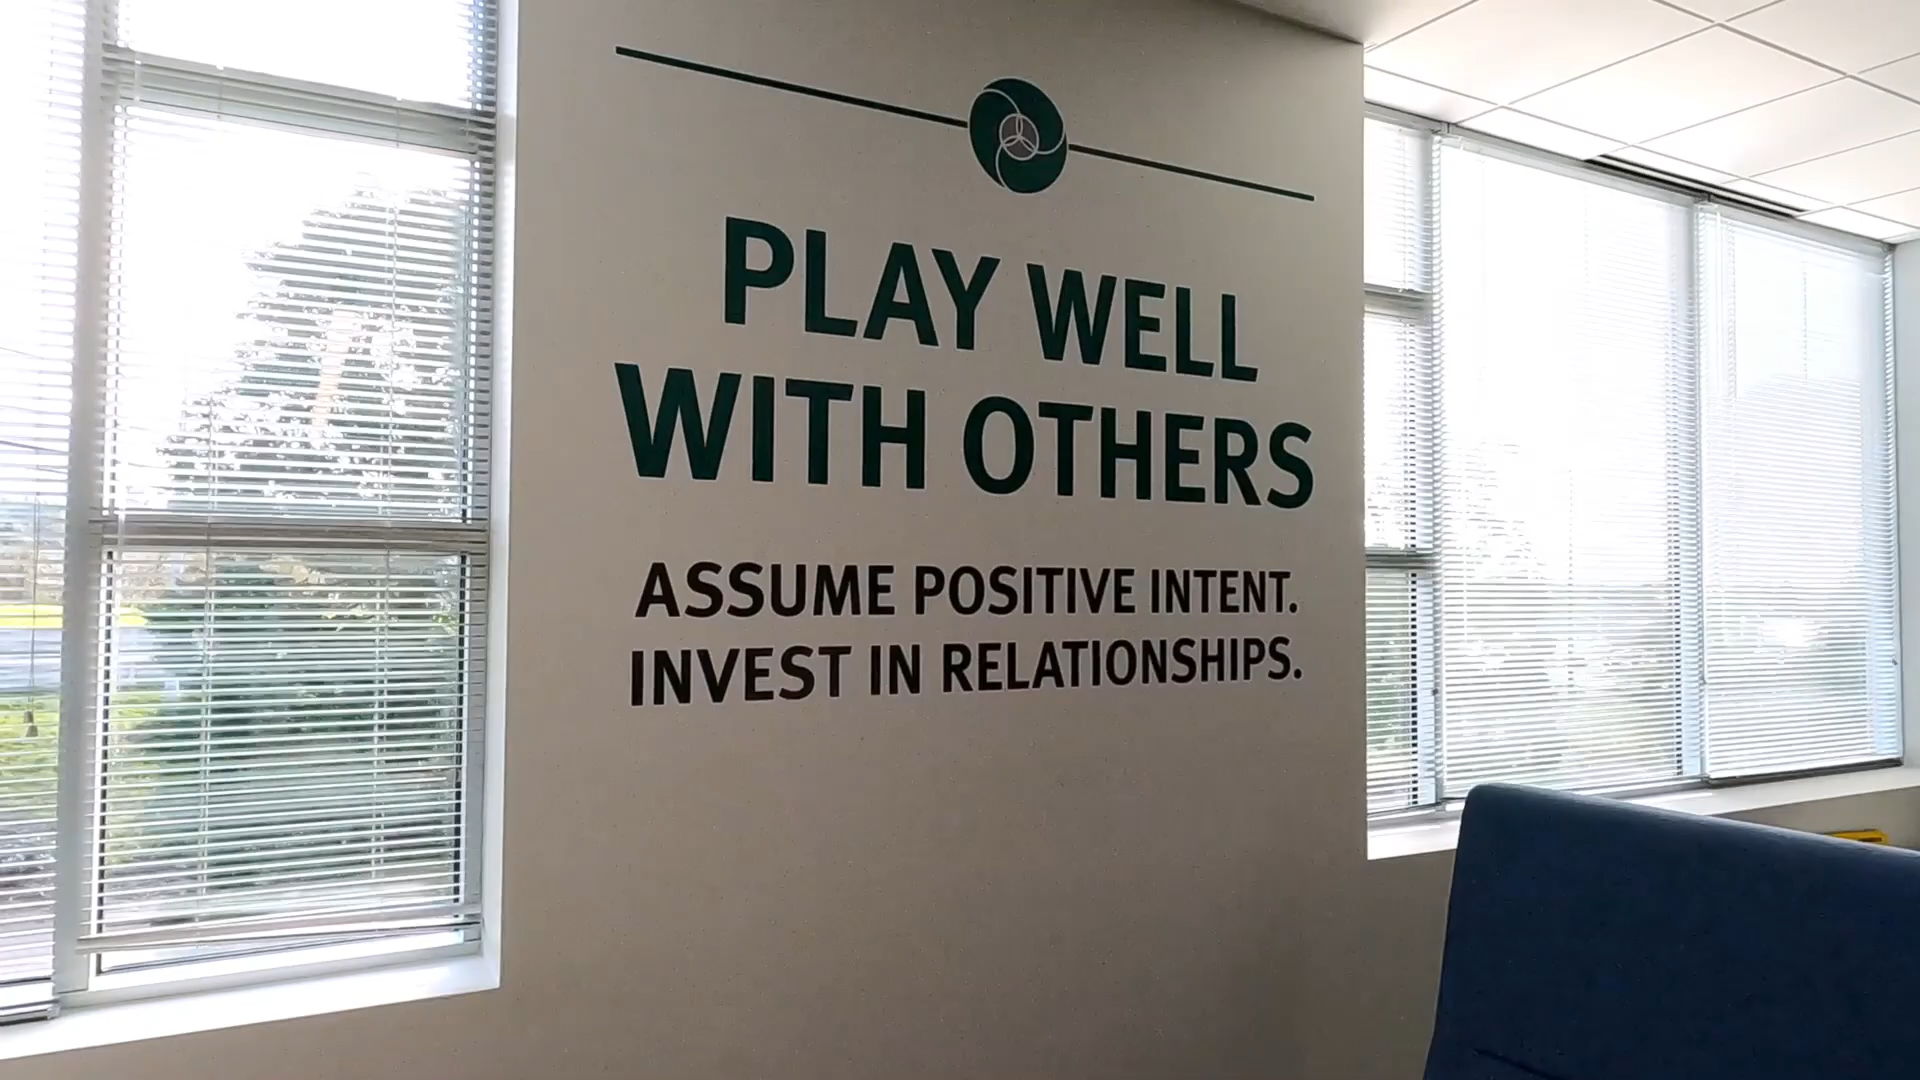 PLAY WELL
WITH OTHERS
ASSUME POSITIVE INTENT.
INVEST IN RELATIONSHIPS.